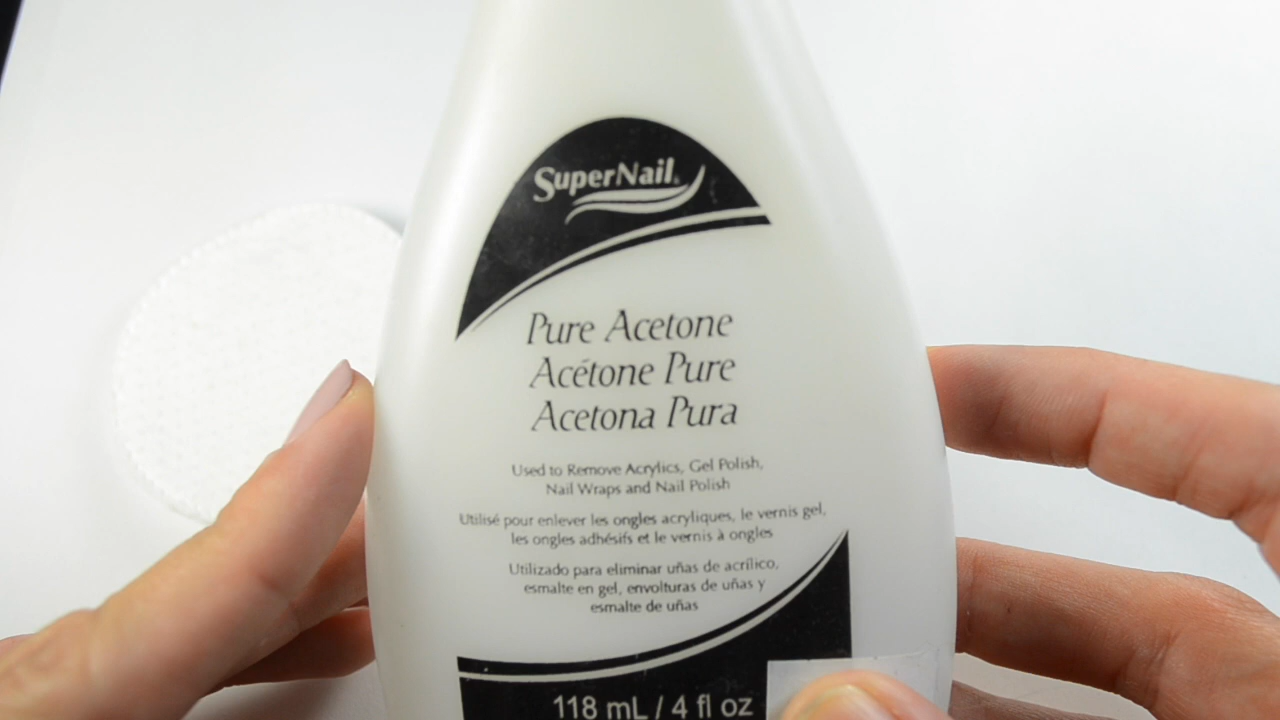 SuperNail®
Pure Acetone
Acétone Pure
Acetona Pura
Used to Remove Acrylics, Gel Polish,
Nail Wraps and Nail Polish
Utilisé pour enlever les ongles acryliques, le vernis gel,
les ongles adhésifs et le vernis à ongles
Utilizado para eliminar uñas de acrílico,
esmalte en gel, envolturas de uñas y
esmalte de uñas
118 mL / 4 fl oz